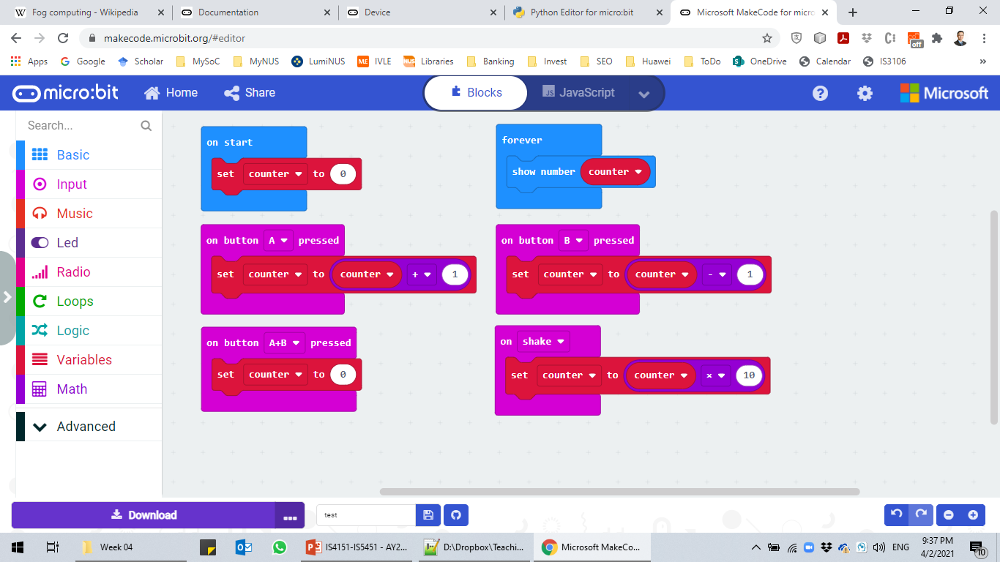 Fog computing - Wikipedia
Documentation
Device
Python Editor for micro:bit
Microsoft MakeCode for micro
makecode.microbit.org/#editor
off
Apps
Google
Scholar
MySoC
MyNUS
LumiNUS
IVLE
Libraries
Banking
Invest
SEO
Huawei
ToDo
OneDrive
Calendar
IS3106
»
micro:bit
Home
Share
Blocks
JavaScript
Microsoft
Search...
Basic
Input
Music
Led
Radio
Loops
Logic
Variables
Math
Advanced
on start
set counter to 0
forever
show number counter
on button A pressed
set counter to counter + 1
on button B pressed
set counter to counter - 1
on button A+B pressed
set counter to 0
on shake
set counter to counter × 10
Download
...
test
Week 04
IS4151-IS5451 - AY2...
D:\Dropbox\Teachi...
Microsoft MakeCo...
ENG
9:37 PM
4/2/2021
10